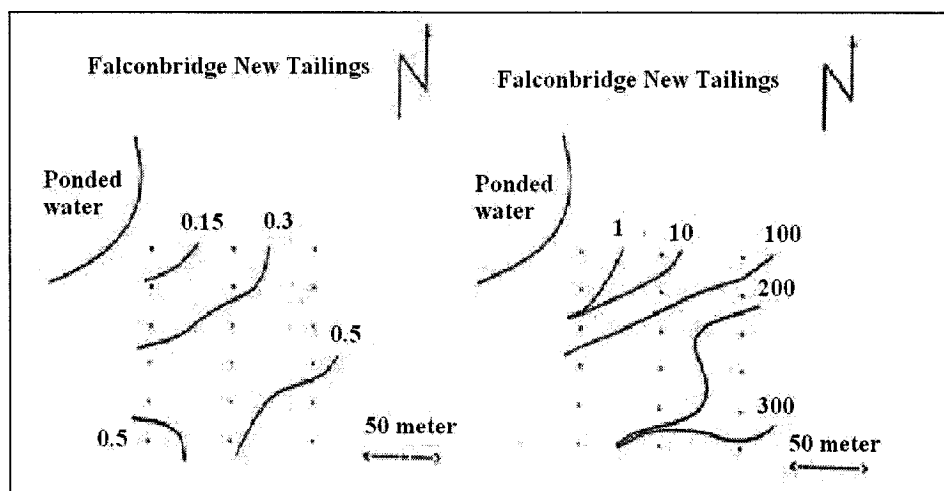 Falconbridge New Tailings
N
Ponded
water
0.15
0.3
0.5
0.5
50 meter
Falconbridge New Tailings
N
Ponded
water
1
10
100
200
300
50 meter